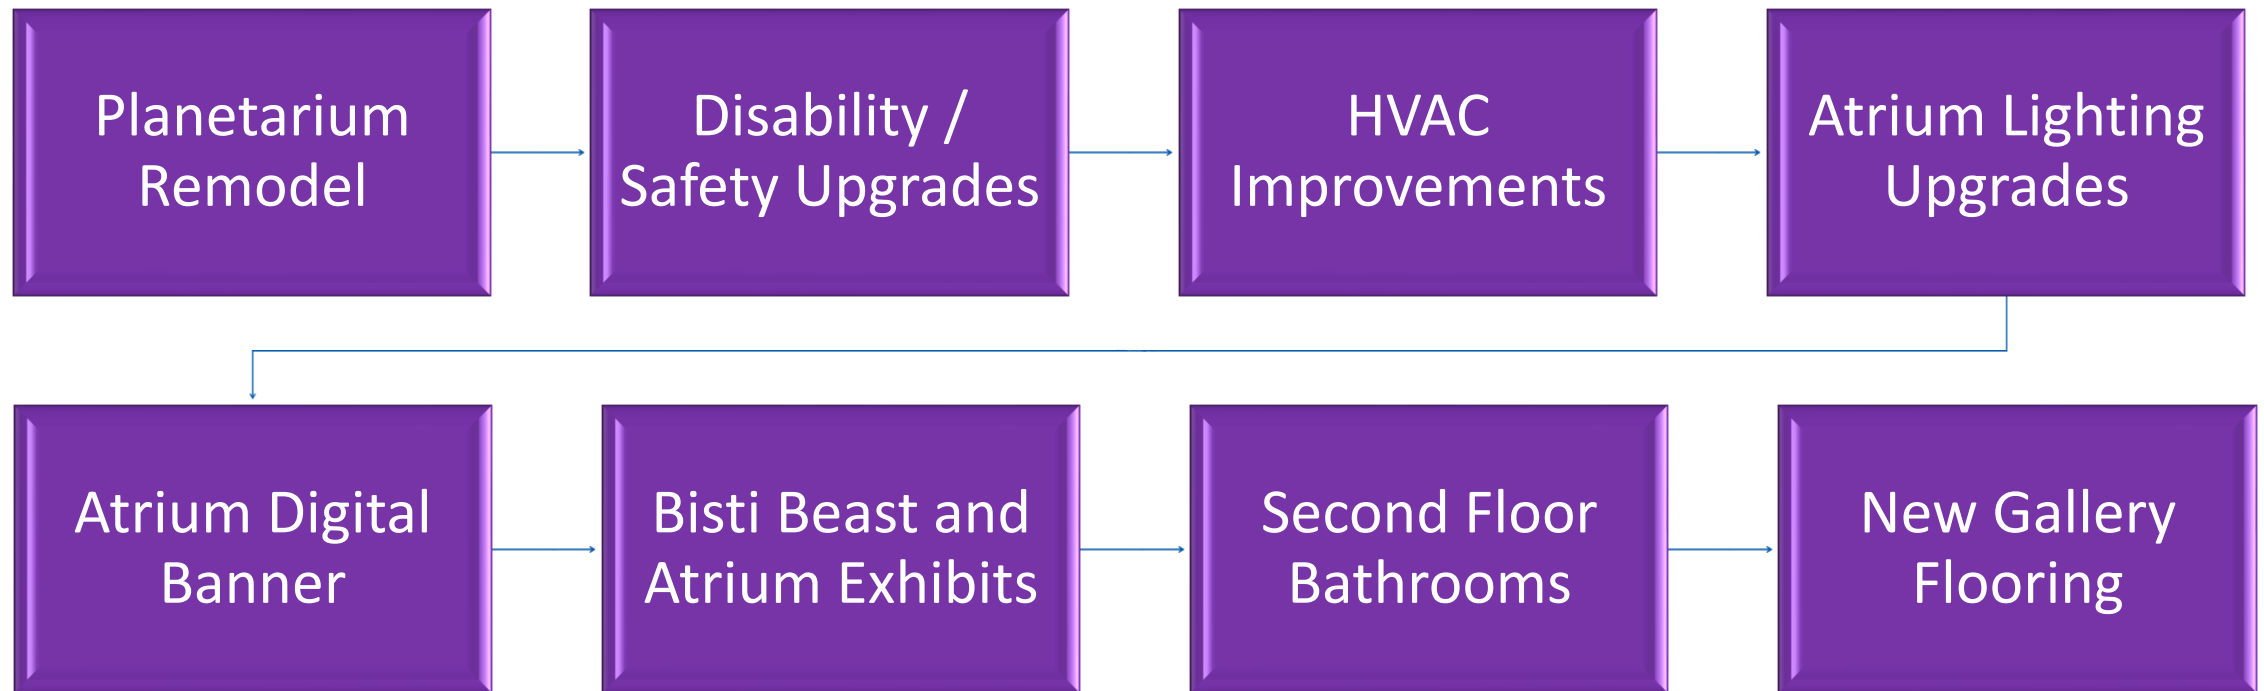 Planetarium
Remodel
Disability /
Safety Upgrades
HVAC
Improvements
Atrium Lighting
Upgrades
Atrium Digital
Banner
Bisti Beast and
Atrium Exhibits
Second Floor
Bathrooms
New Gallery
Flooring